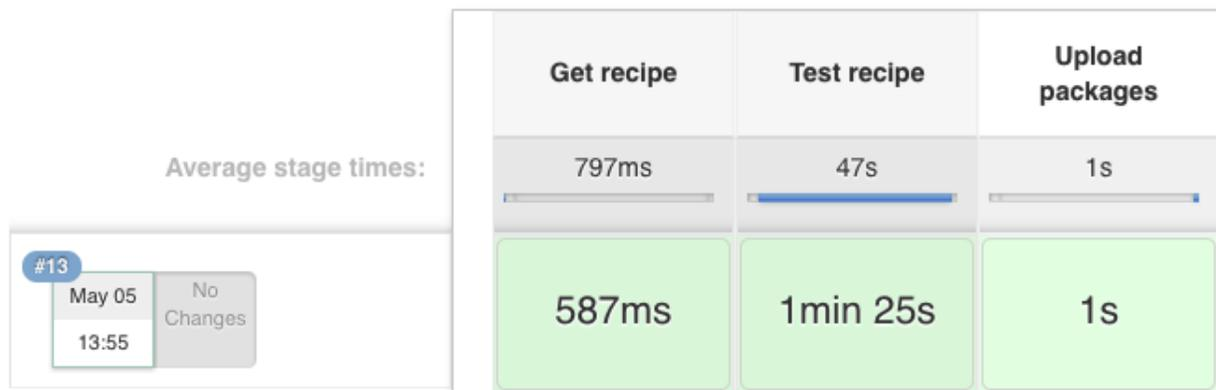 Get recipe
Test recipe
Upload
packages
Average stage times:
797ms
47s
1s
#13
May 05
13:55
No
Changes
587ms
1min 25s
1s